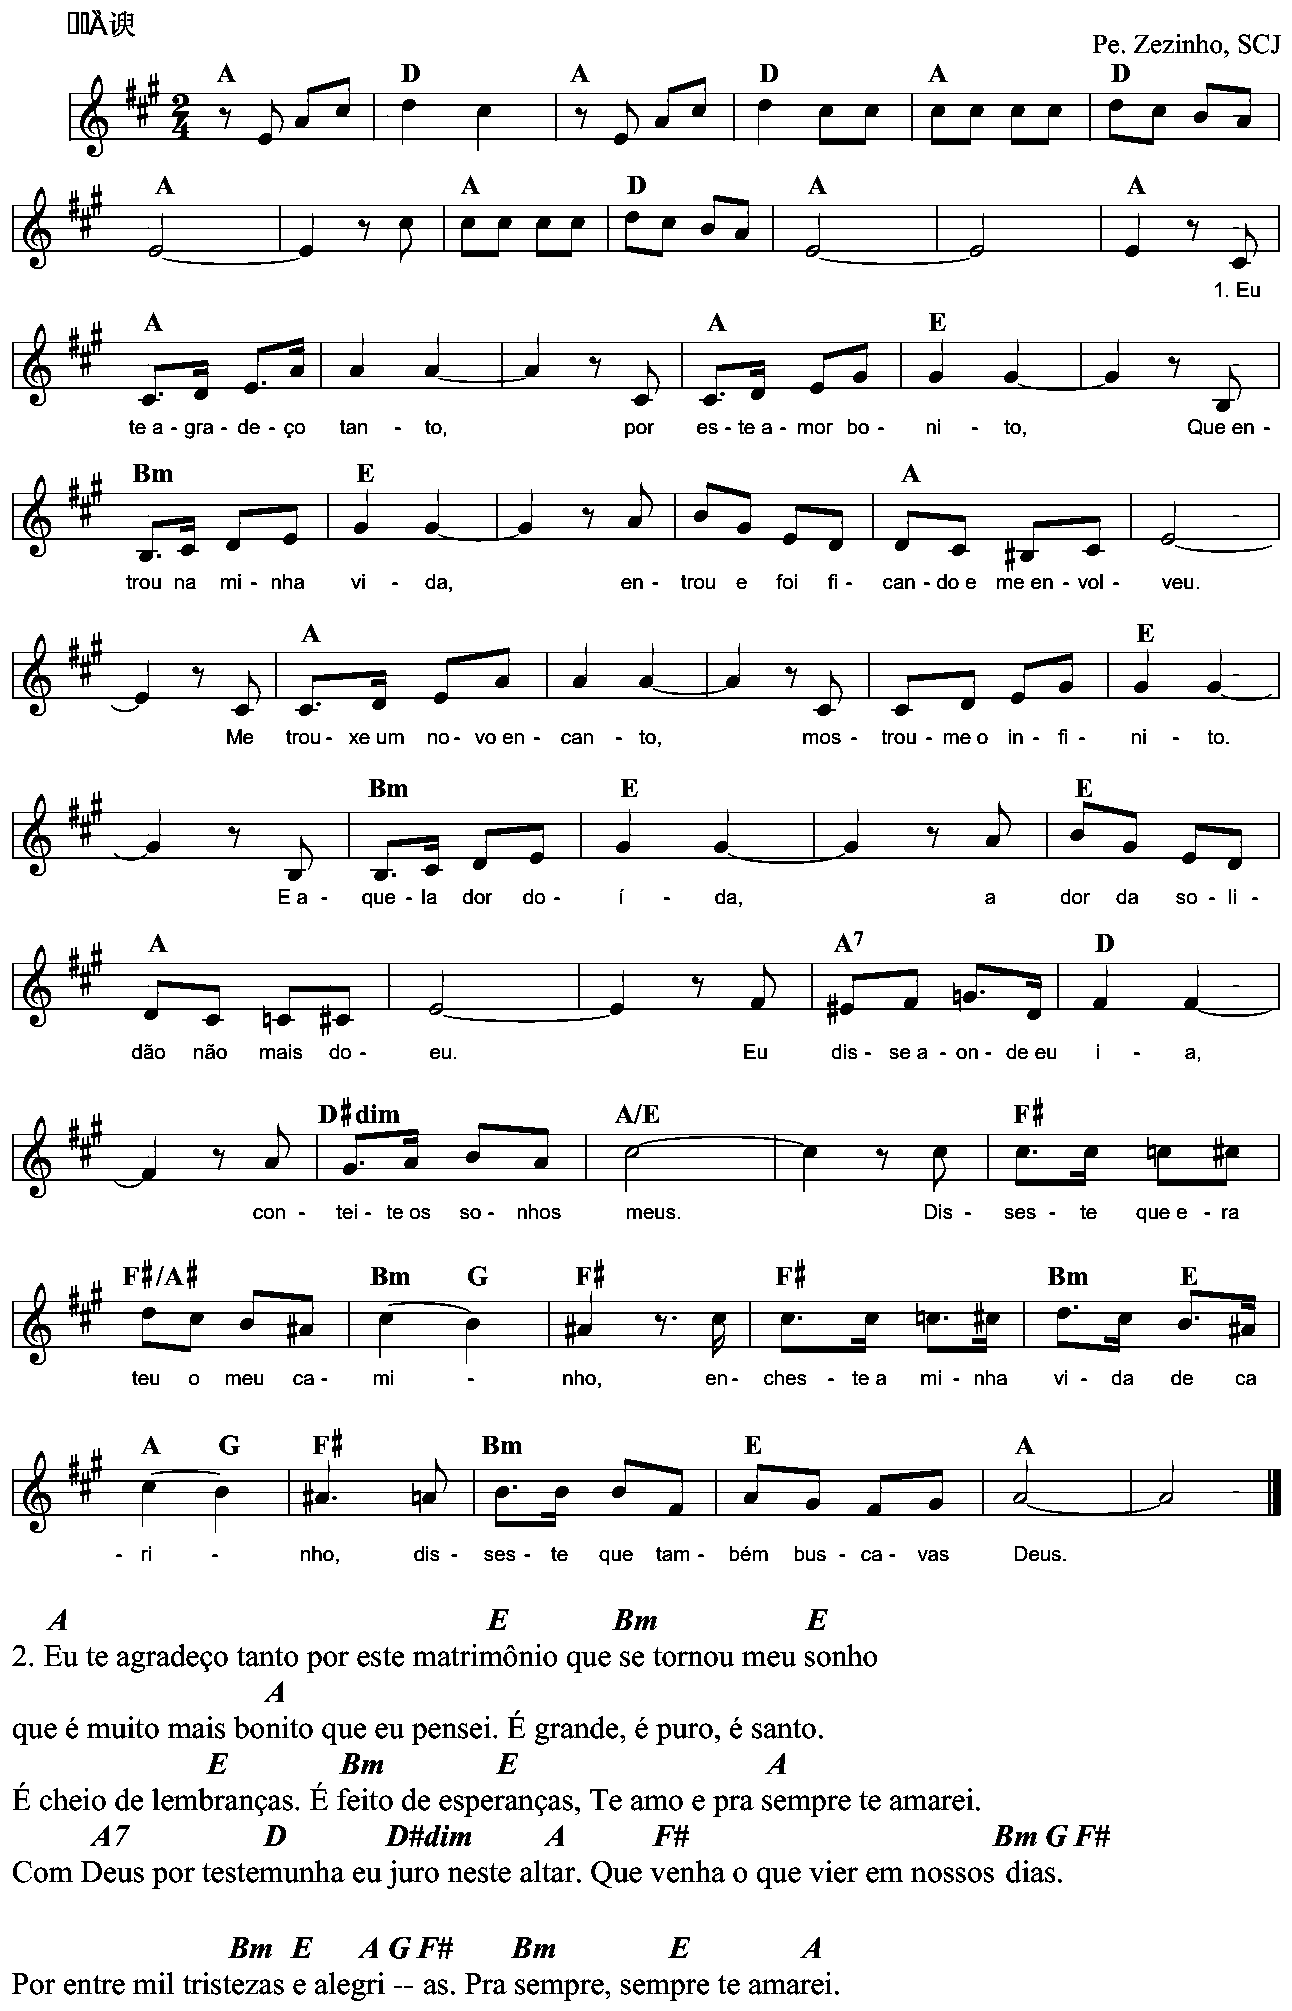 Pe. Zezinho, SCJ
A D A D A D
A A D A A
1. Eu
A A E
te a - gra - de - ço tan - to, por es - te a - mor bo - ni - to, Que en -
Bm E A
trou na mi - nha vi - da, en - trou e foi fi - can - do e me en - vol - veu.
A E
Me trou - xe um no - vo en - can - to, mos - trou - me o in - fi - ni - to.
Bm E E
E a - que - la dor do - í - da, a dor da so - li -
A A7 D
dão não mais do - eu. Eu dis - se a - on - de eu i - a,
D#dim A/E F#
con - tei - te os so - nhos meus. Dis - ses - te que e - ra
F#/A# Bm G F# F# Bm E
teu o meu ca - mi - nho, en - ches - te a mi - nha vi - da de ca
A G F# Bm E A
- ri - nho, dis - ses - te que tam - bém bus - ca - vas Deus.
A E Bm E
2. Eu te agradeço tanto por este matrimônio que se tornou meu sonho
A
que é muito mais bonito que eu pensei. É grande, é puro, é santo.
E Bm E A
É cheio de lembranças. É feito de esperanças, Te amo e pra sempre te amarei.
A7 D D#dim A F# Bm G F#
Com Deus por testemunha eu juro neste altar. Que venha o que vier em nossos dias.
Bm E A G F# Bm E A
Por entre mil tristezas e alegri -- as. Pra sempre, sempre te amarei.